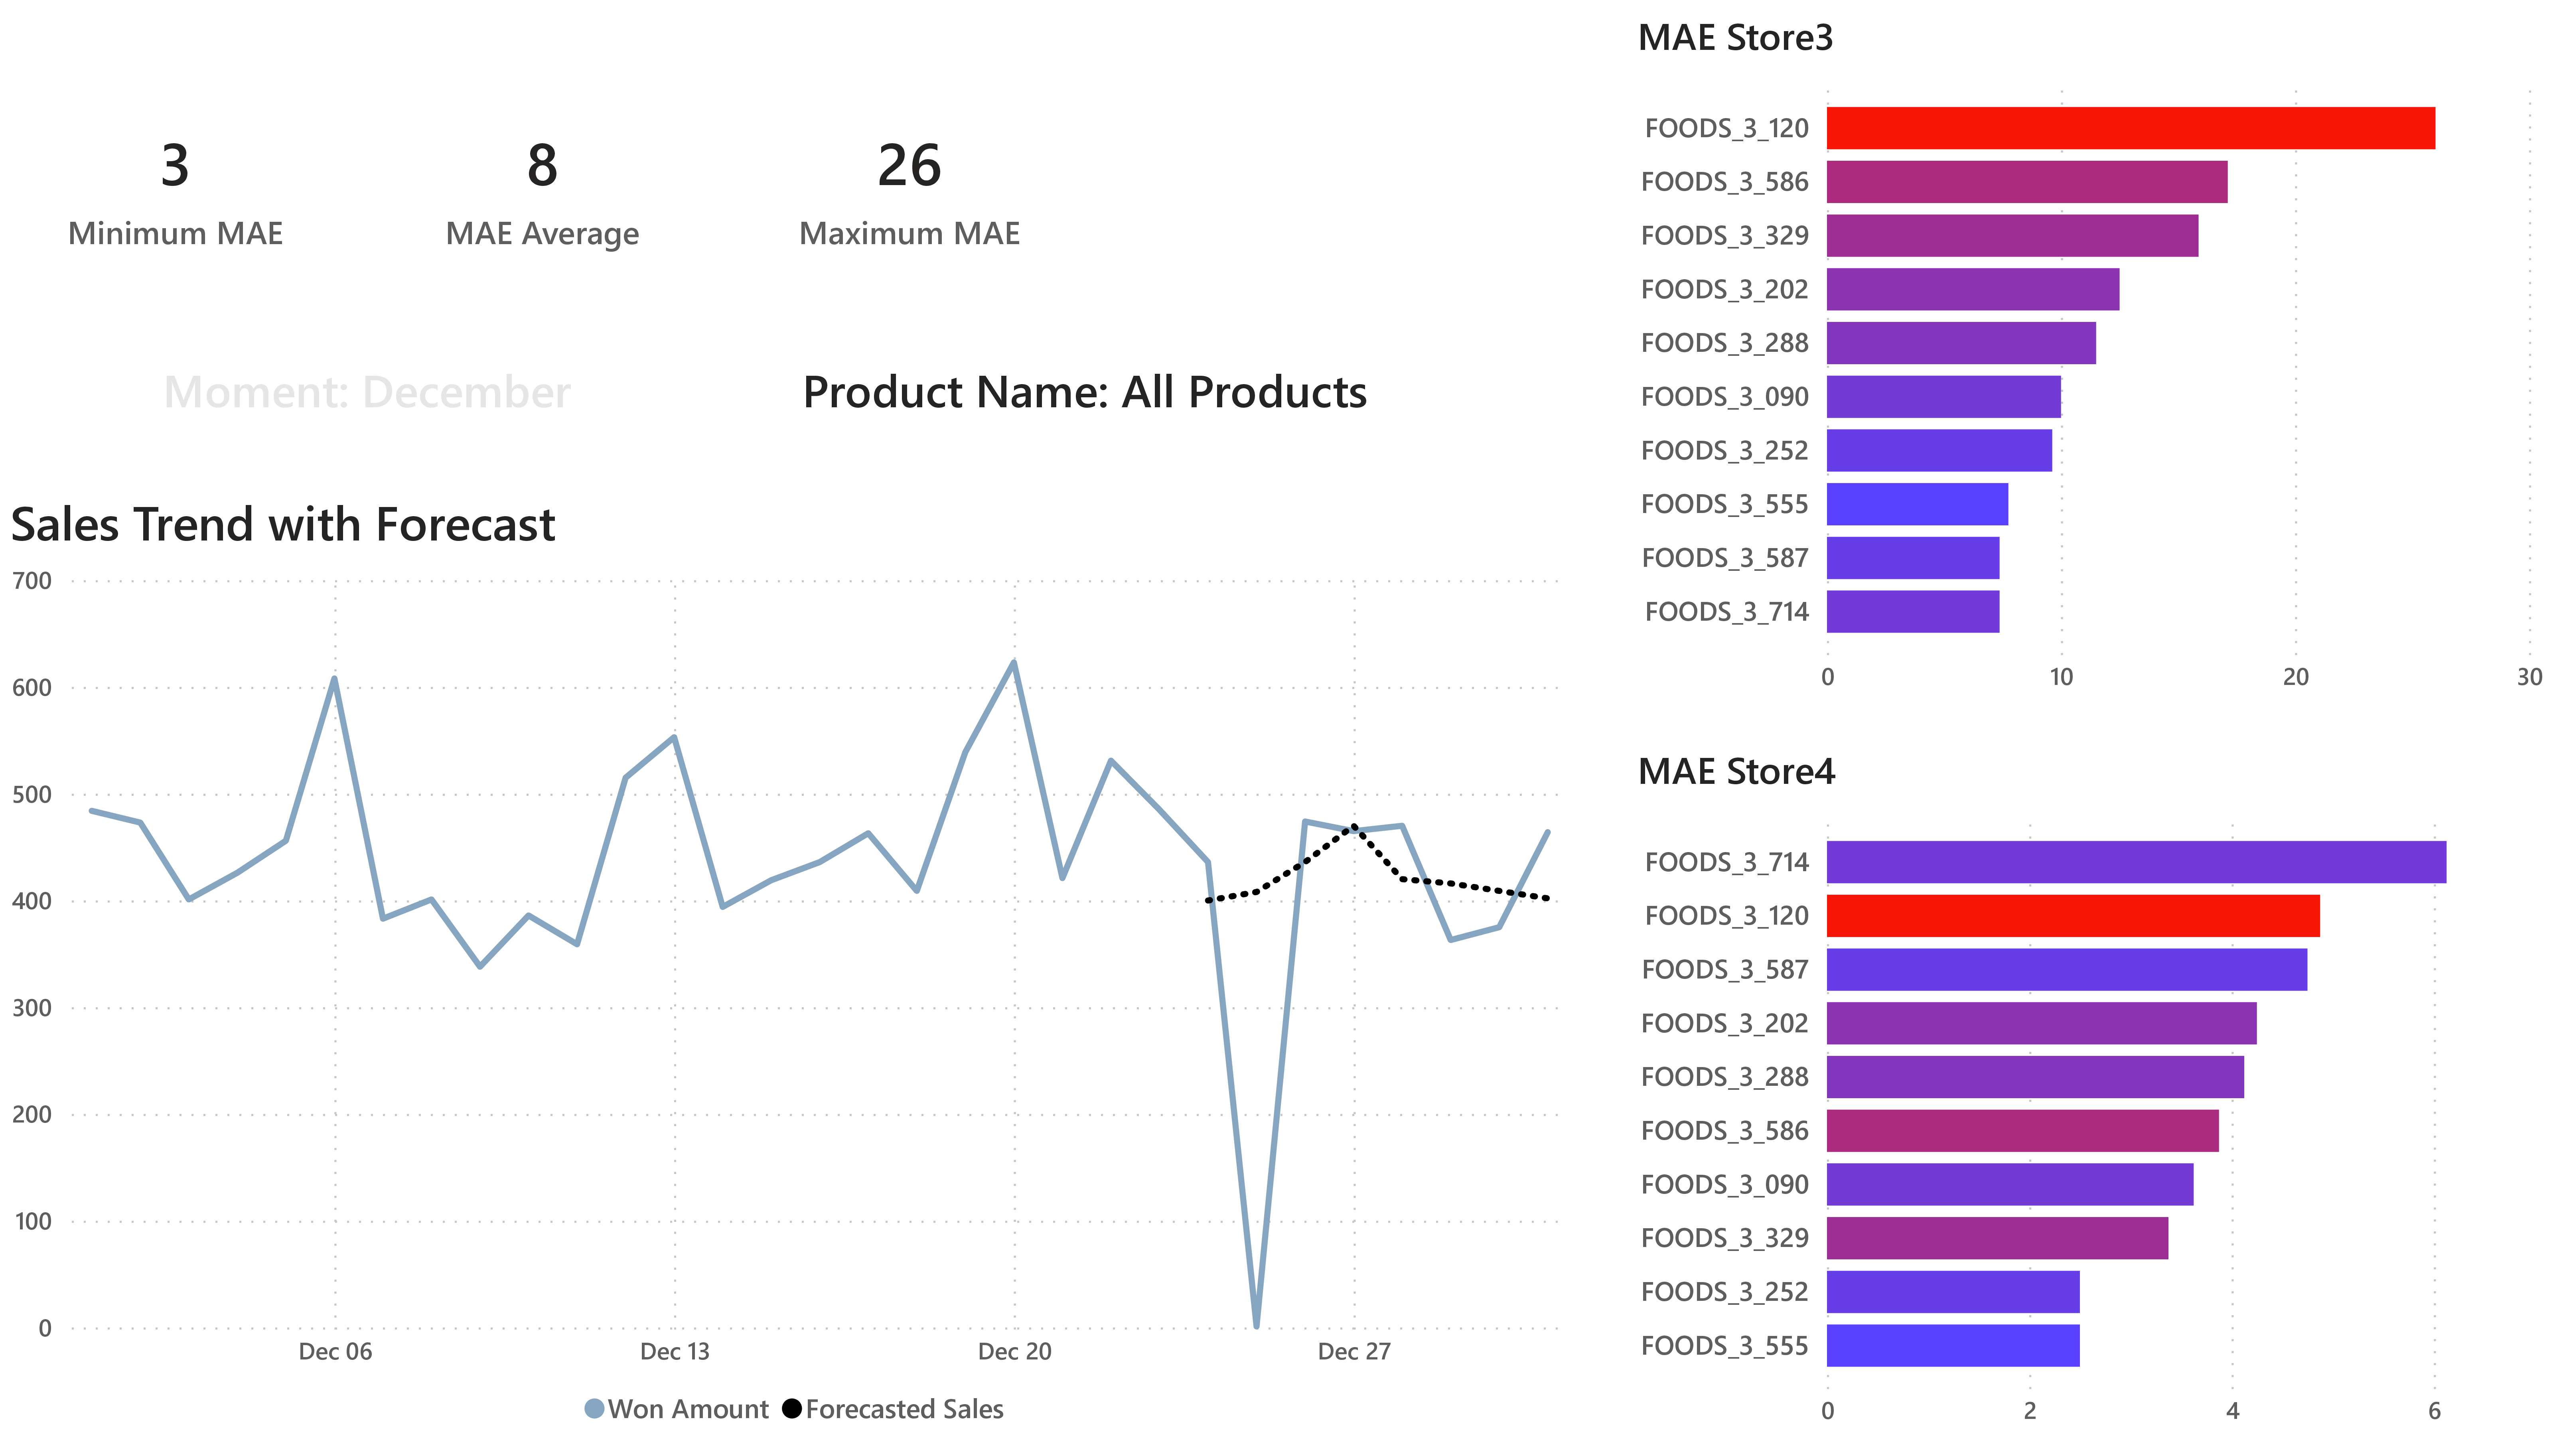 3
Minimum MAE
8
MAE Average
26
Maximum MAE
Moment: December
Product Name: All Products
Sales Trend with Forecast
700
600
500
400
300
200
100
0
Dec 06
Dec 13
Dec 20
Dec 27
Won Amount
Forecasted Sales
MAE Store3
FOODS_3_120
FOODS_3_586
FOODS_3_329
FOODS_3_202
FOODS_3_288
FOODS_3_090
FOODS_3_252
FOODS_3_555
FOODS_3_587
FOODS_3_714
0
10
20
30
MAE Store4
FOODS_3_714
FOODS_3_120
FOODS_3_587
FOODS_3_202
FOODS_3_288
FOODS_3_586
FOODS_3_090
FOODS_3_329
FOODS_3_252
FOODS_3_555
0
2
4
6